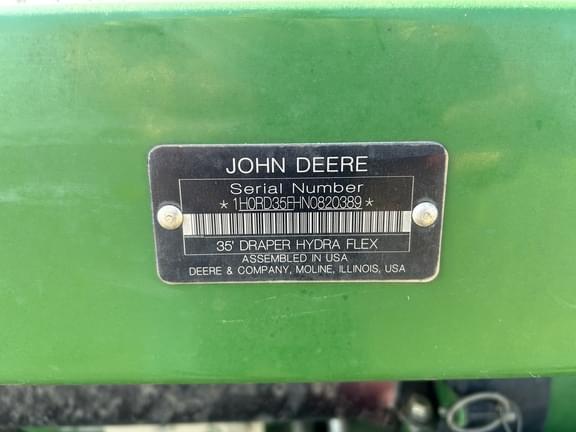 JOHN DEERE
Serial Number
*1H0RD35FHN0820389*
35' DRAPER HYDRA FLEX
ASSEMBLED IN USA
DEERE & COMPANY, MOLINE, ILLINOIS, USA